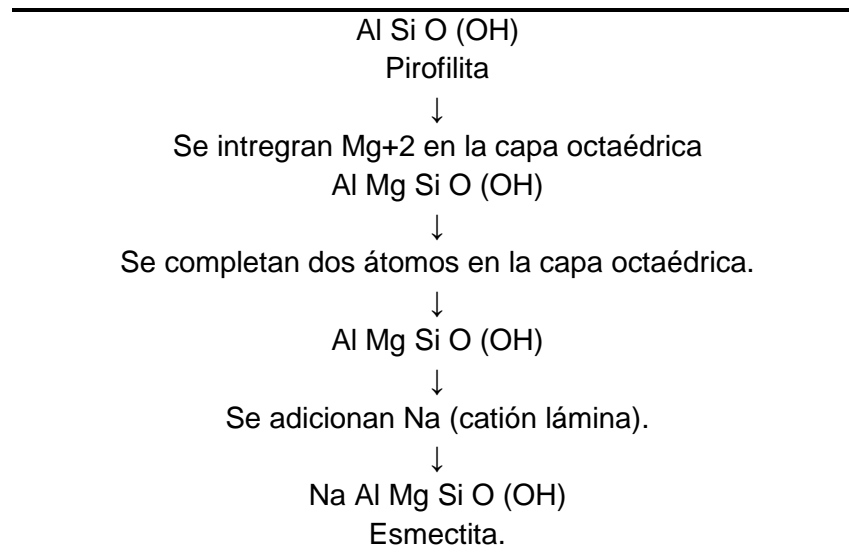 Al Si O (OH)
Pirofilita
↓
Se intregran Mg+2 en la capa octaédrica
Al Mg Si O (OH)
↓
Se completan dos átomos en la capa octaédrica.
↓
Al Mg Si O (OH)
↓
Se adicionan Na (catión lámina).
↓
Na Al Mg Si O (OH)
Esmectita.